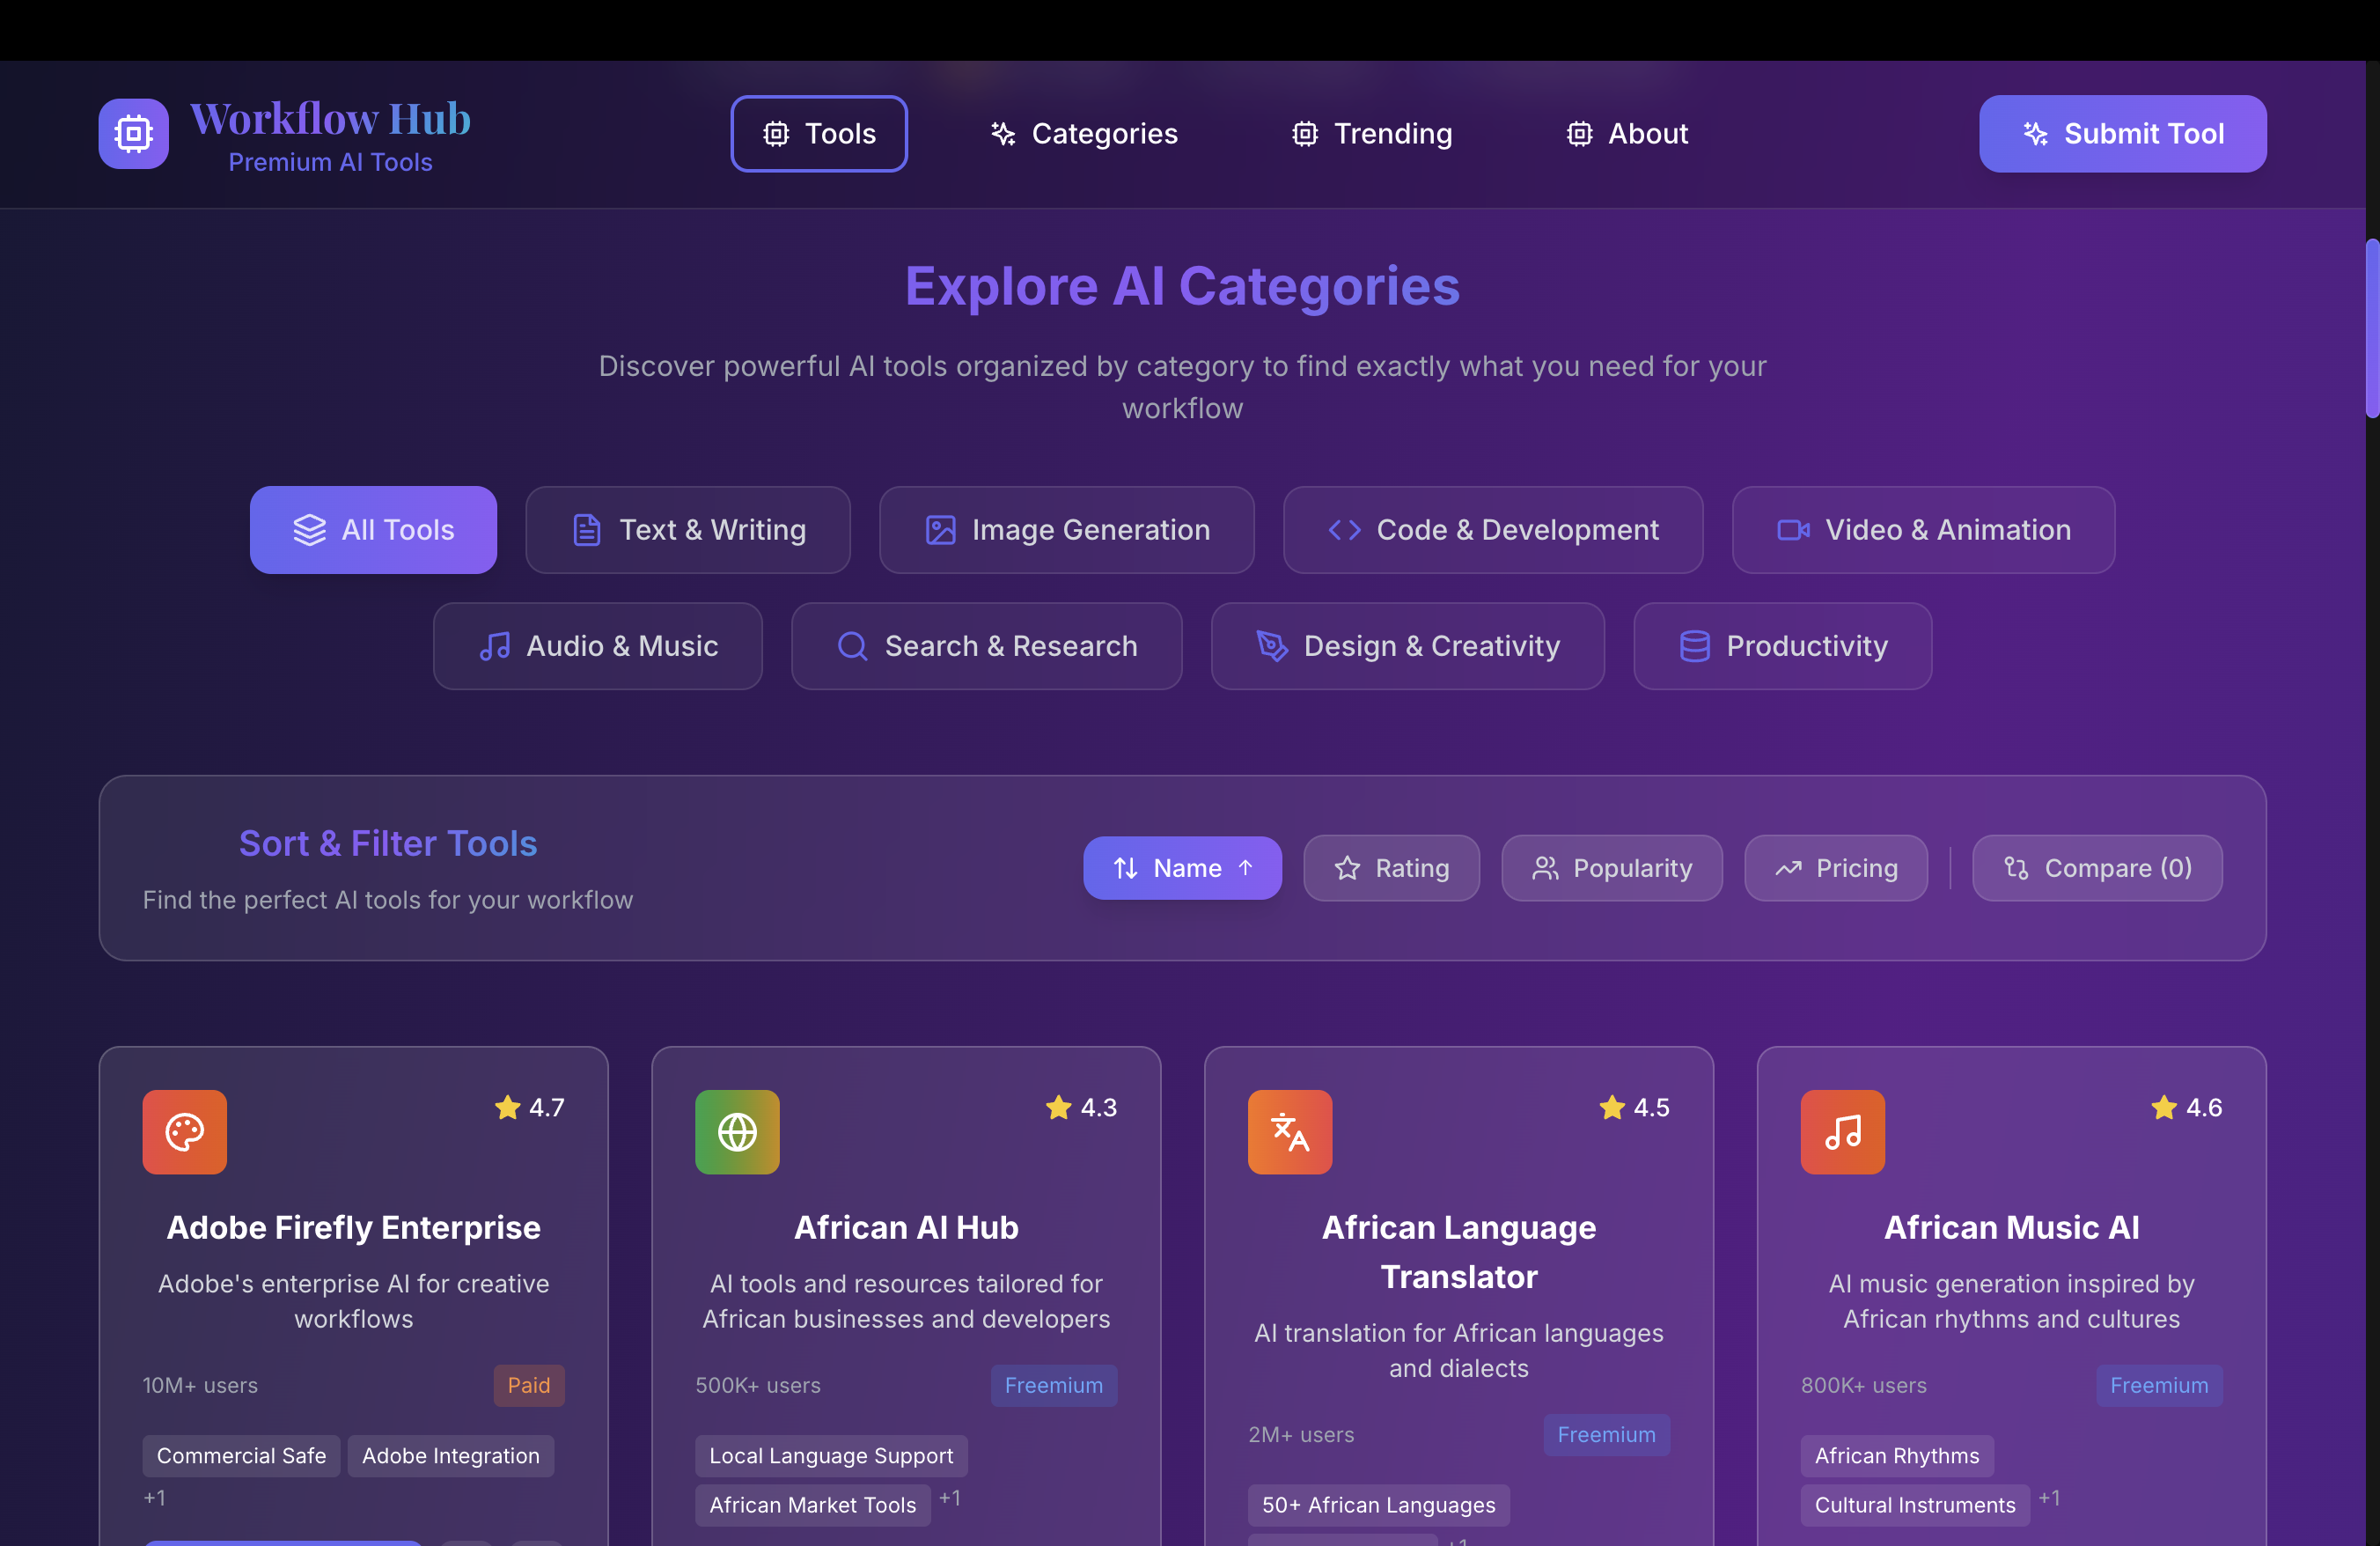 Workflow Hub
Premium AI Tools
Tools
Categories
Trending
About
Submit Tool
Explore AI Categories
Discover powerful AI tools organized by category to find exactly what you need for your
workflow
All Tools
Text & Writing
Image Generation
Code & Development
Video & Animation
Audio & Music
Search & Research
Design & Creativity
Productivity
Sort & Filter Tools
Find the perfect AI tools for your workflow
Name ↑
Rating
Popularity
Pricing
Compare (0)
4.7
Adobe Firefly Enterprise
Adobe's enterprise AI for creative
workflows
10M+ users
Paid
Commercial Safe
Adobe Integration
+1
4.3
African AI Hub
AI tools and resources tailored for
African businesses and developers
500K+ users
Freemium
Local Language Support
African Market Tools
+1
4.5
African Language
Translator
AI translation for African languages
and dialects
2M+ users
Freemium
50+ African Languages
+1
4.6
African Music AI
AI music generation inspired by
African rhythms and cultures
800K+ users
Freemium
African Rhythms
Cultural Instruments
+1